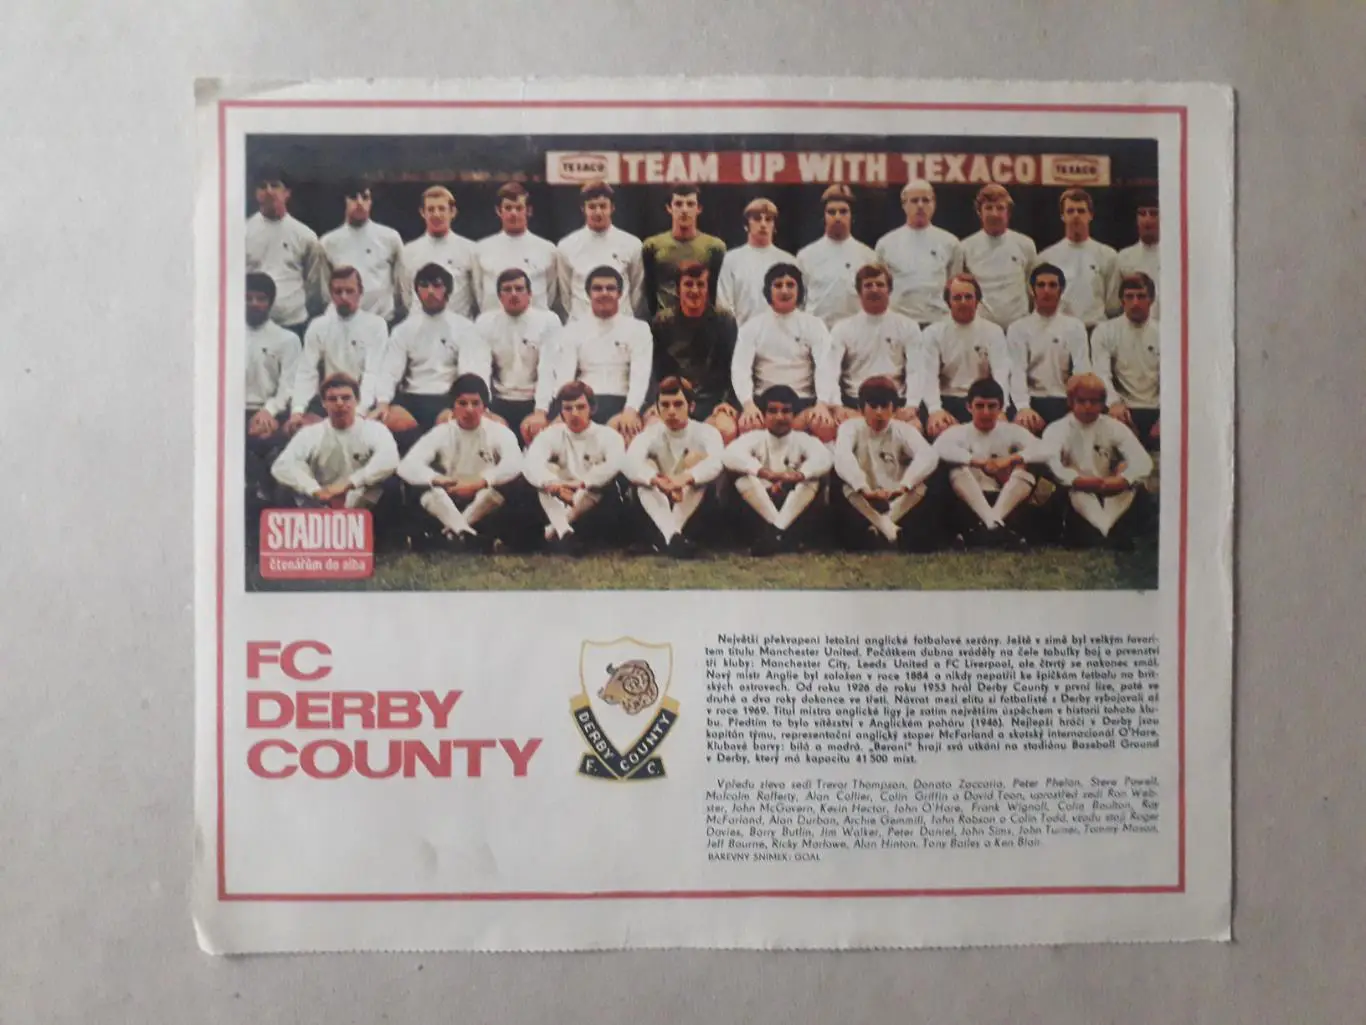 TEXACO TEAM UP WITH TEXACO TEXACO
STADIÓN
čtenářům do alba
FC
DERBY
COUNTY
DERBY COUNTY
F. C.
Největší překvapení letošní anglické fotbalové sezóny. Ještě v zimě byl velkým favori-
tem titulu Manchester United. Počátkem dubna sváděly na čele tabulky boj o prvenství
tři kluby: Manchester City, Leeds United a FC Liverpool, ale čtvrtý se nakonec smál.
Nový mistr Anglie byl založen v roce 1884 a nikdy nepatřil ke špičkám fotbalu na brit-
ských ostrovech. Od roku 1926 do roku 1953 hrál Derby County v první lize, poté ve
druhé a dva roky dokonce ve třetí. Návrat mezi elitu si fotbalisté z Derby vybojovali až
v roce 1969. Titul mistra anglické ligy je zatím největším úspěchem v historii tohoto klu-
bu. Předtím to bylo vítězství v Anglickém poháru (1946). Nejlepší hráči v Derby jsou
kapitán týmu, reprezentační anglický stoper McFarland a skotský internacionál O'Hare.
Klubové barvy: bílá a modrá. „Berani" hrají svá utkání na stadiónu Baseball Ground
v Derby, který má kapacitu 41 500 míst.
Vpředu zleva sedí Trevor Thompson, Donato Zaccaria, Peter Phelan, Steve Powell,
Malcolm Rafferty, Alan Collier, Colin Griffin a David Toon, uprostřed sedí Ron Web-
ster, John McGovern, Kevin Hector, John O'Hare, Frank Wignall, Colin Boulton, Roy
McFarland, Alan Durban, Archie Gemmill, John Robson a Colin Todd, vzadu stojí Roger
Davies, Barry Butlin, Jim Walker, Peter Daniel, John Sims, John Turner, Tommy Mason,
Jeff Bourne, Ricky Marlowe, Alan Hinton, Tony Bailey a Ken Blair.
BAREVNÝ SNÍMEK: GOAL